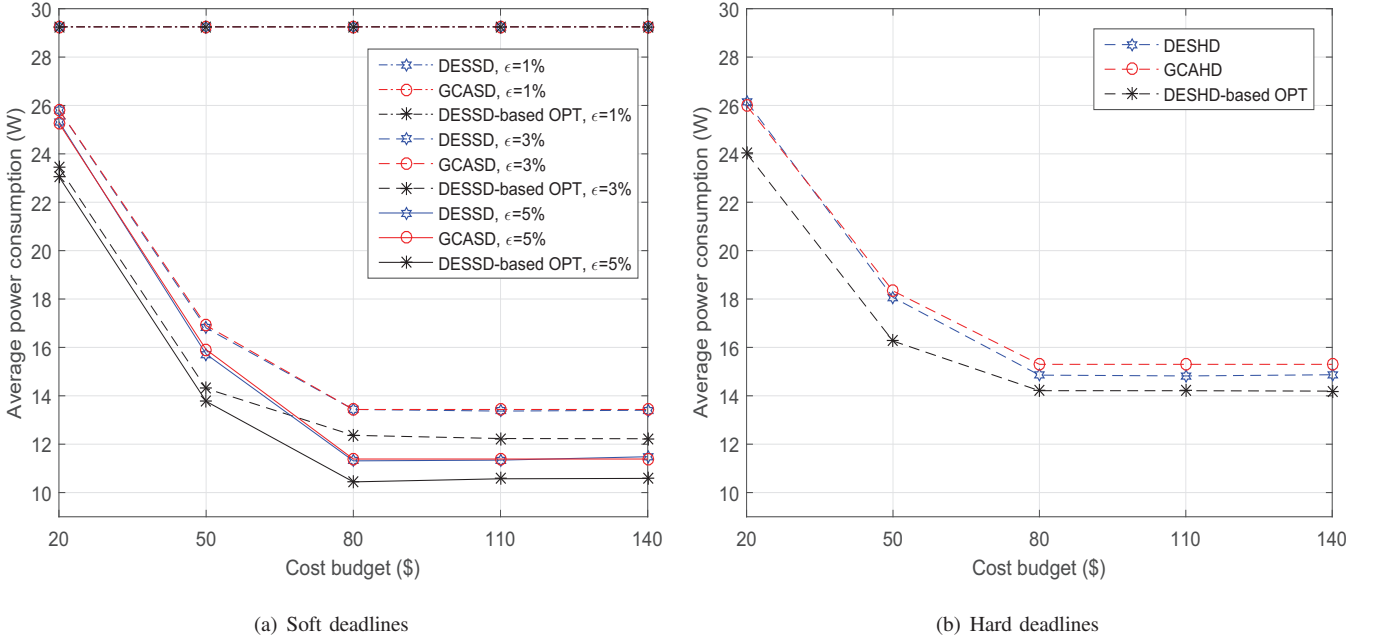 30
28
26
24
22
20
18
16
14
12
10
Average power consumption (W)
20
50
80
110
140
Cost budget ($)
DESSD, ϵ=1%
GCASD, ϵ=1%
DESSD-based OPT, ϵ=1%
DESSD, ϵ=3%
GCASD, ϵ=3%
DESSD-based OPT, ϵ=3%
DESSD, ϵ=5%
GCASD, ϵ=5%
DESSD-based OPT, ϵ=5%
(a) Soft deadlines
30
28
26
24
22
20
18
16
14
12
10
Average power consumption (W)
20
50
80
110
140
Cost budget ($)
DESHD
GCAHD
DESHD-based OPT
(b) Hard deadlines